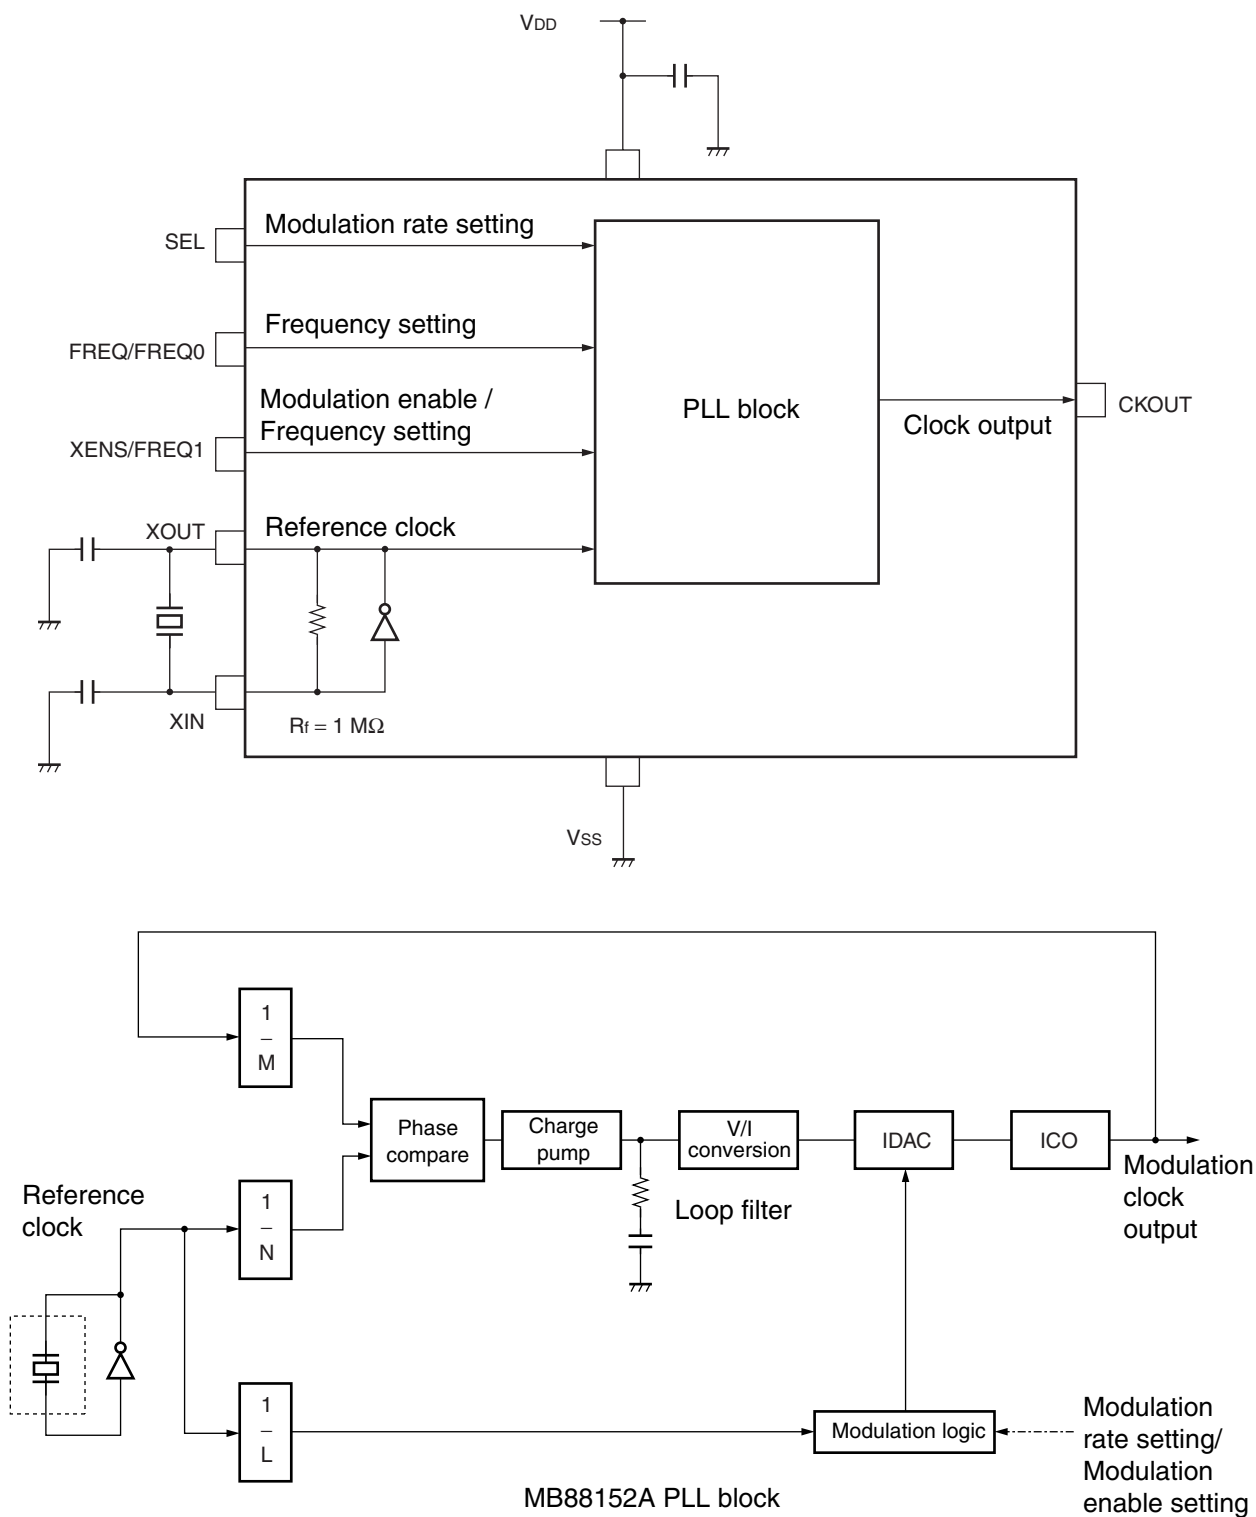 VDD
SEL
Modulation rate setting
FREQ/FREQ0
Frequency setting
Modulation enable /
Frequency setting
XENS/FREQ1
PLL block
Clock output
CKOUT
XOUT
Reference clock
XIN
Rf = 1 MΩ
VSS
1
–
M
Phase
compare
Charge
pump
V/I
conversion
IDAC
ICO
Modulation
clock
output
Loop filter
Reference
clock
1
–
N
1
–
L
Modulation logic
Modulation
rate setting/
Modulation
enable setting
MB88152A PLL block